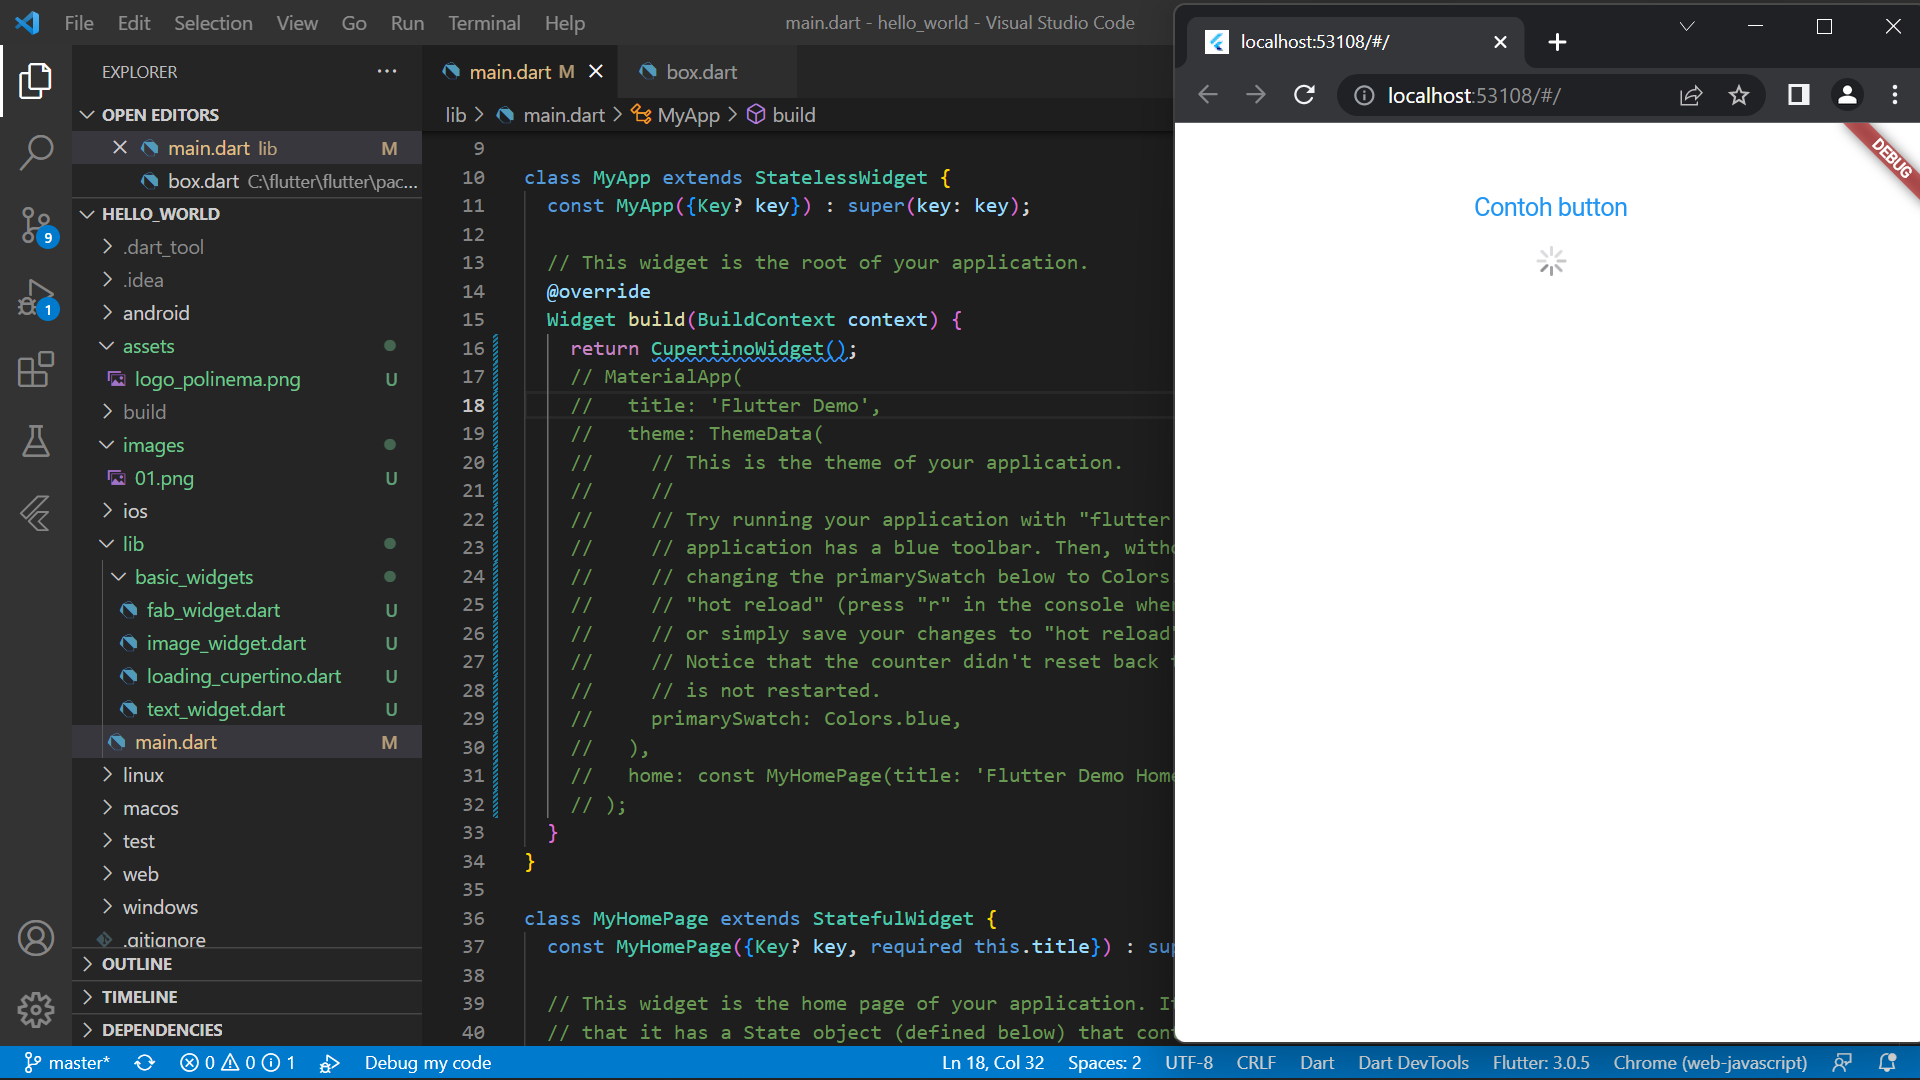 File Edit Selection View Go Run Terminal Help
main.dart - hello_world - Visual Studio Code
EXPLORER
OPEN EDITORS
main.dart lib M
box.dart C:\flutter\flutter\pac...
HELLO_WORLD
.dart_tool
.idea
android
assets
logo_polinema.png U
build
images
01.png U
ios
lib
basic_widgets
fab_widget.dart U
image_widget.dart U
loading_cupertino.dart U
text_widget.dart U
main.dart M
linux
macos
test
web
windows
.gitignore
OUTLINE
TIMELINE
DEPENDENCIES
9
1
main.dart M
box.dart
lib > main.dart > MyApp > build
9
10 class MyApp extends StatelessWidget {
11 const MyApp({Key? key}) : super(key: key);
12
13 // This widget is the root of your application.
14 @override
15 Widget build(BuildContext context) {
16 return CupertinoWidget();
17 // MaterialApp(
18 // title: 'Flutter Demo',
19 // theme: ThemeData(
20 // // This is the theme of your application.
21 // //
22 // // Try running your application with "flutter
23 // // application has a blue toolbar. Then, witho
24 // // changing the primarySwatch below to Colors
25 // // "hot reload" (press "r" in the console wher
26 // // or simply save your changes to "hot reload"
27 // // Notice that the counter didn't reset back
28 // // is not restarted.
29 // primarySwatch: Colors.blue,
30 // ),
31 // home: const MyHomePage(title: 'Flutter Demo Home
32 // );
33 }
34 }
35
36 class MyHomePage extends StatefulWidget {
37 const MyHomePage({Key? key, required this.title}) : sup
38
39 // This widget is the home page of your application. It
40 // that it has a State object (defined below) that cont
localhost:53108/#/
localhost:53108/#/
DEBUG
Contoh button
master* 0 0 1 Debug my code
Ln 18, Col 32 Spaces: 2 UTF-8 CRLF Dart Dart DevTools Flutter: 3.0.5 Chrome (web-javascript)